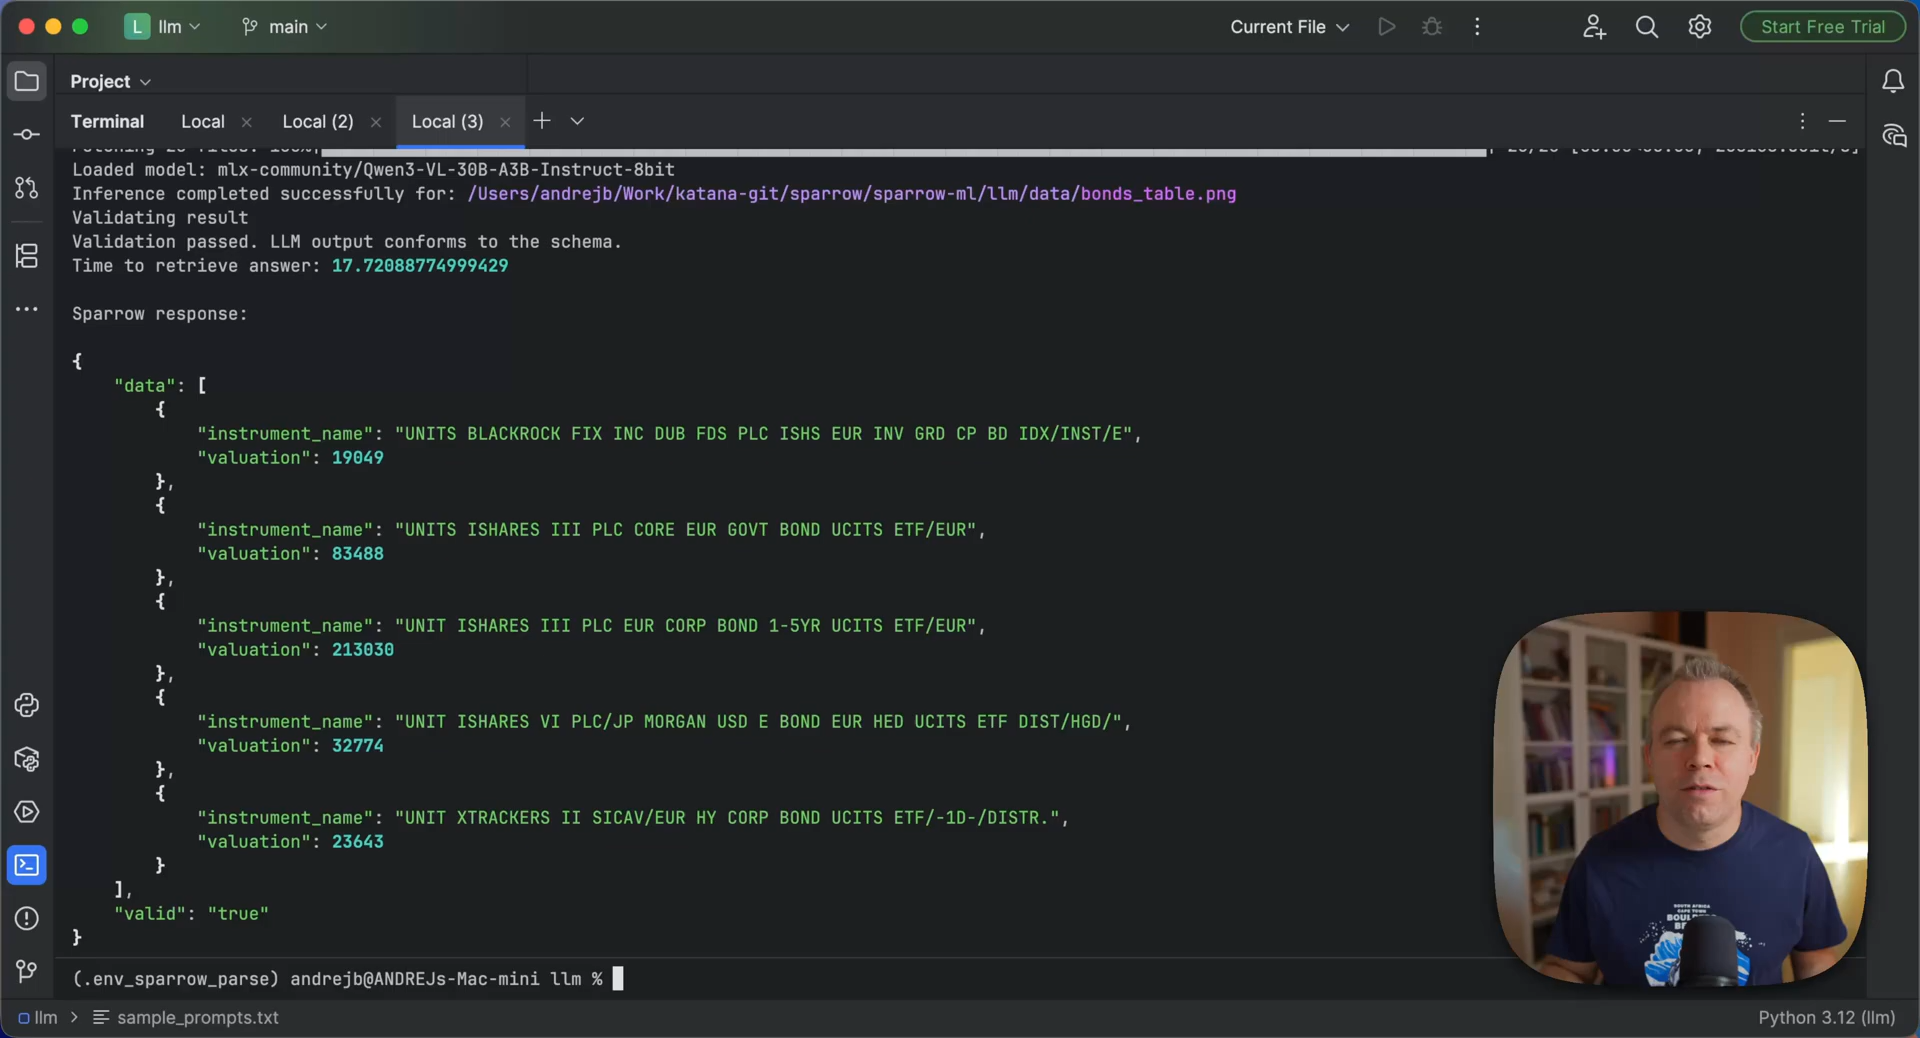 L llm main Current File Start Free Trial
Project
Terminal Local Local (2) Local (3)
Loaded model: mlx-community/Qwen3-VL-30B-A3B-Instruct-8bit
Inference completed successfully for: /Users/andrejb/Work/katana-git/sparrow/sparrow-ml/llm/data/bonds_table.png
Validating result
Validation passed. LLM output conforms to the schema.
Time to retrieve answer: 17.72088774999429
Sparrow response:
{
"data": [
{
"instrument_name": "UNITS BLACKROCK FIX INC DUB FDS PLC ISHS EUR INV GRD CP BD IDX/INST/E",
"valuation": 19049
},
{
"instrument_name": "UNITS ISHARES III PLC CORE EUR GOVT BOND UCITS ETF/EUR",
"valuation": 83488
},
{
"instrument_name": "UNIT ISHARES III PLC EUR CORP BOND 1-5YR UCITS ETF/EUR",
"valuation": 213030
},
{
"instrument_name": "UNIT ISHARES VI PLC/JP MORGAN USD E BOND EUR HED UCITS ETF DIST/HGD/",
"valuation": 32774
},
{
"instrument_name": "UNIT XTRACKERS II SICAV/EUR HY CORP BOND UCITS ETF/-1D-/DISTR.",
"valuation": 23643
}
],
"valid": "true"
}
(.env_sparrow_parse) andrejb@ANDREJs-Mac-mini llm %
llm > sample_prompts.txt Python 3.12 (llm)
SOUTH AFRICA
CAPE TOWN